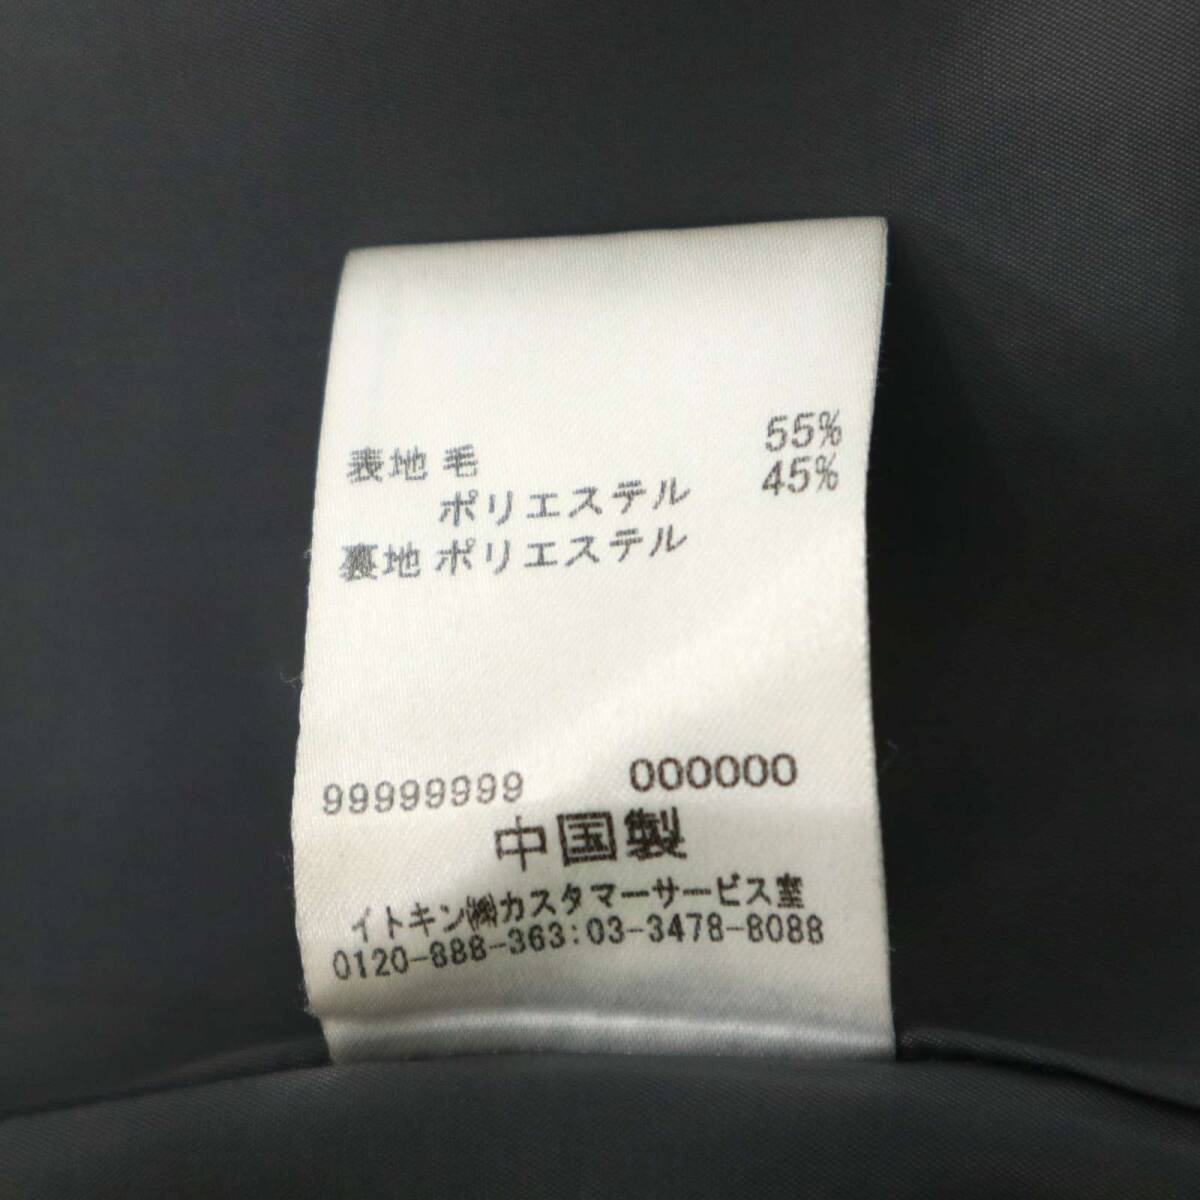 表地 毛 55%
ポリエステル 45%
裏地 ポリエステル
99999999 000000
中国製
イトキン㈱カスタマーサービス室
0120-888-363:03-3478-8088